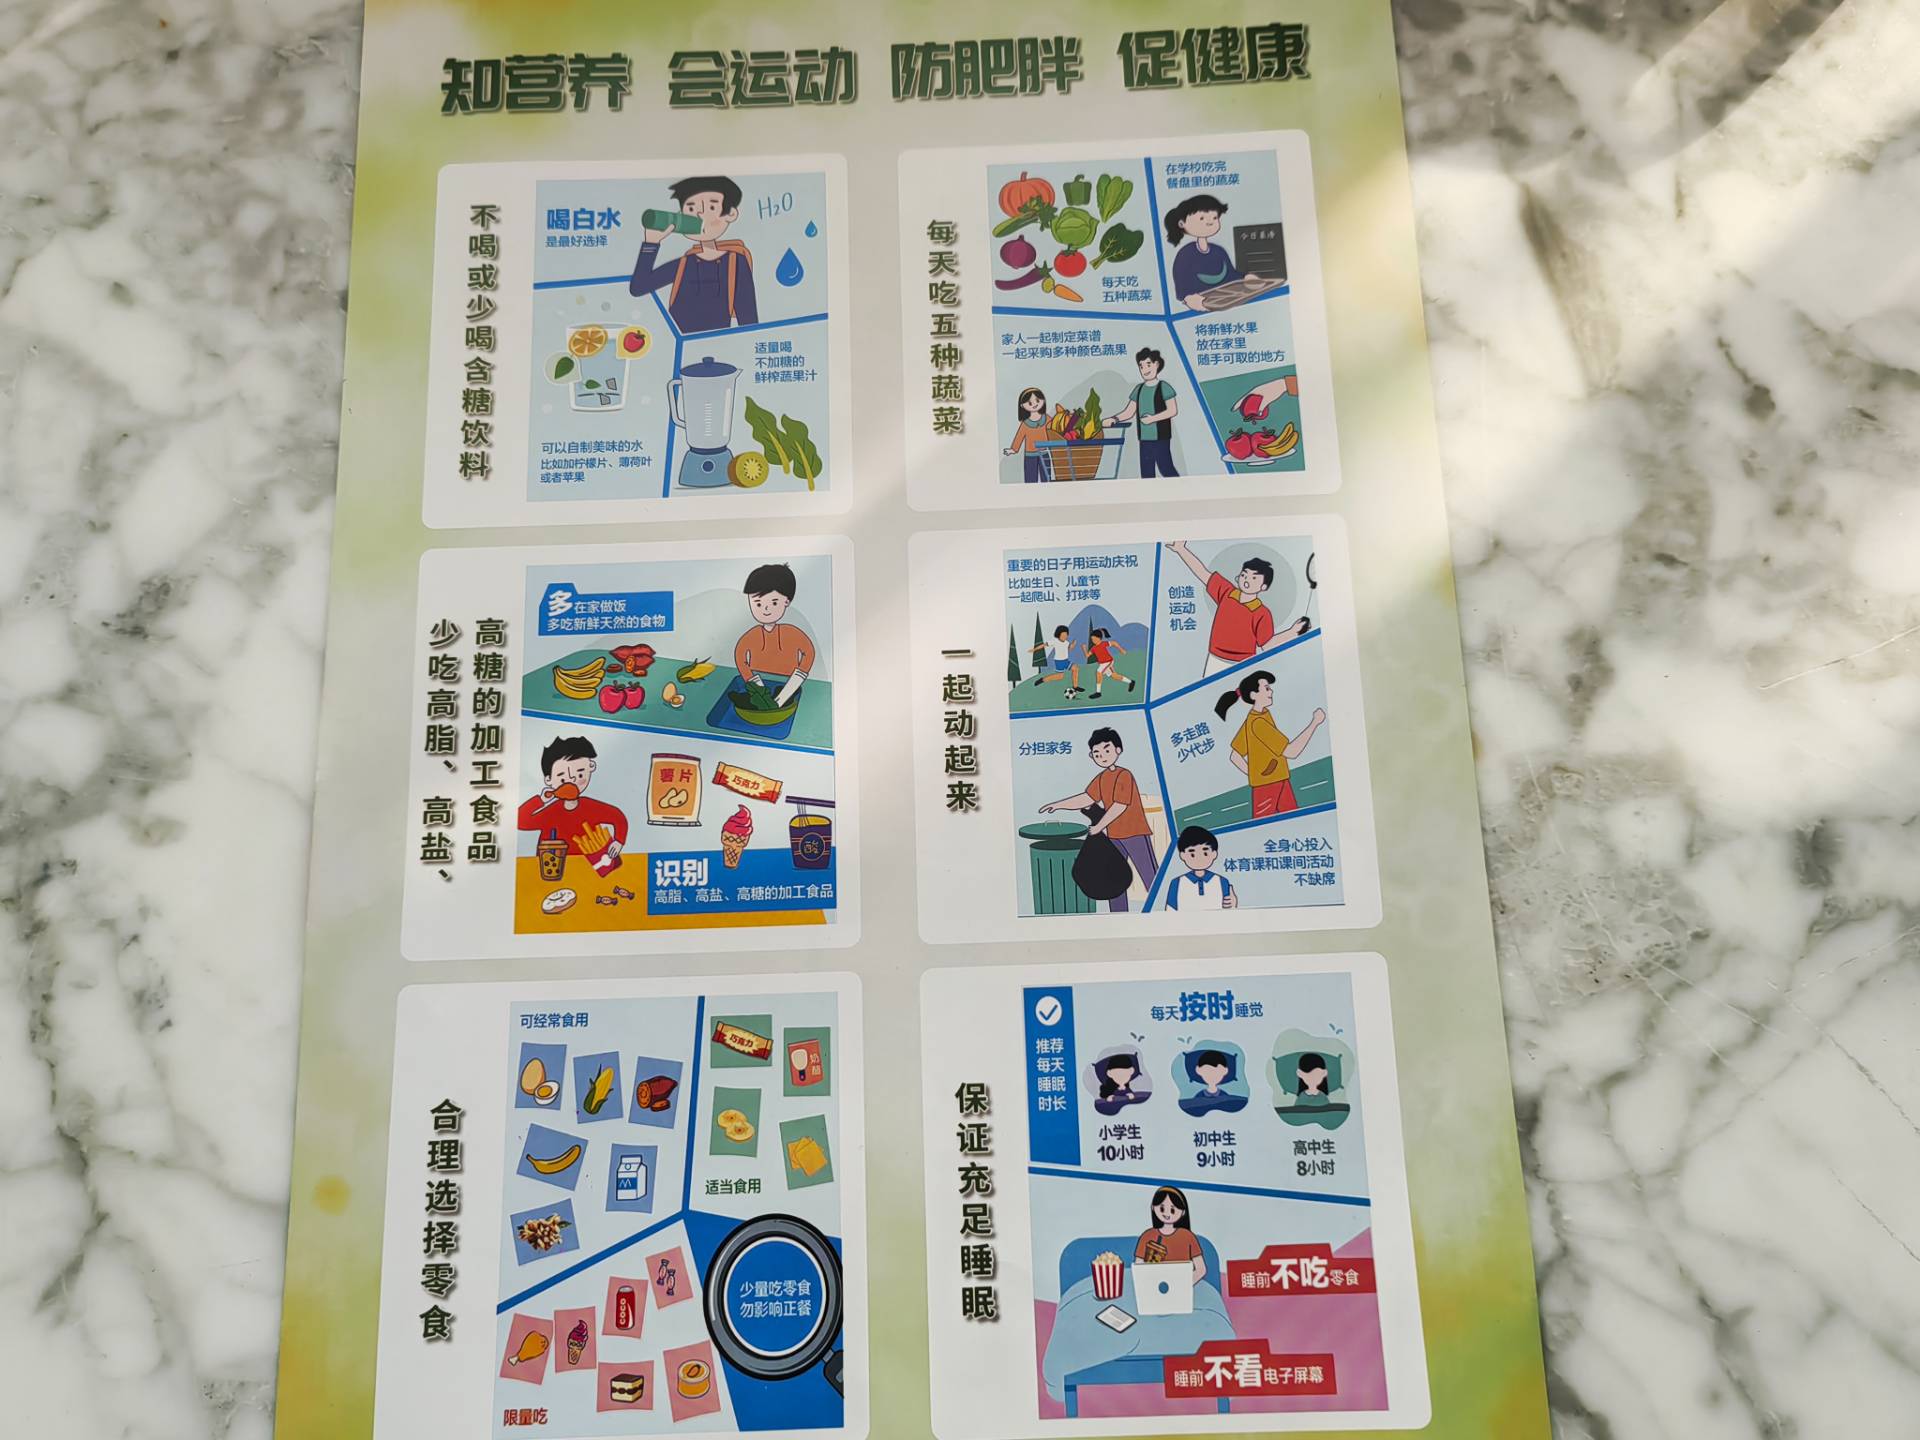 知营养 会运动 防肥胖 促健康
不喝或少喝含糖饮料
喝白水
是最好选择
H₂O
可以自制美味的水
比如加柠檬片、薄荷叶
或者苹果
适量喝
不加糖的
鲜榨蔬果汁
每天吃五种蔬菜
每天吃
五种蔬菜
在学校吃完
餐盘里的蔬菜
家人一起制定菜谱
一起采购多种颜色蔬果
将新鲜水果
放在家里
随手可取的地方
少吃高脂、高盐、
高糖的加工食品
多在家做饭
多吃新鲜天然的食物
薯片
巧克力
酸
识别
高脂、高盐、高糖的加工食品
一起动起来
重要的日子用运动庆祝
比如生日、儿童节
一起爬山、打球等
创造
运动
机会
分担家务
多走路
少代步
全身心投入
体育课和课间活动
不缺席
合理选择零食
可经常食用
巧克力
奶酪
适当食用
少量吃零食
勿影响正餐
限量吃
保证充足睡眠
推荐
每天
睡眠
时长
每天按时睡觉
小学生
10小时
初中生
9小时
高中生
8小时
睡前不吃零食
睡前不看电子屏幕